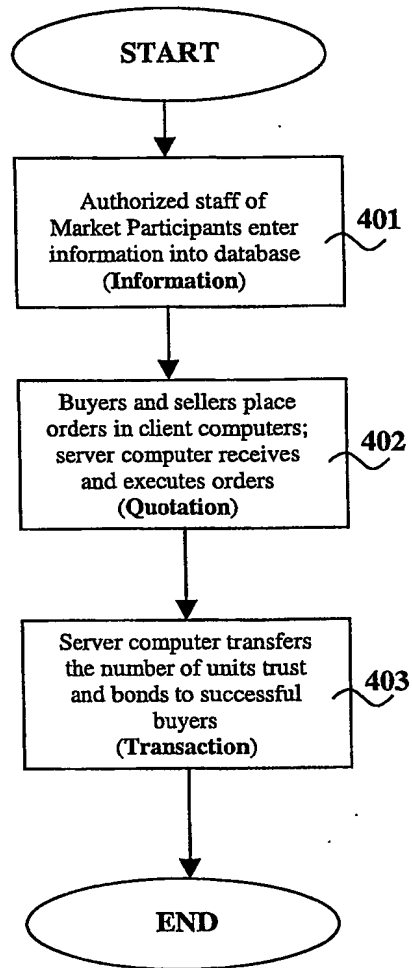 START
Authorized staff of
Market Participants enter
information into database
(Information)
401
Buyers and sellers place
orders in client computers;
server computer receives
and executes orders
(Quotation)
402
Server computer transfers
the number of units trust
and bonds to successful
buyers
(Transaction)
403
END